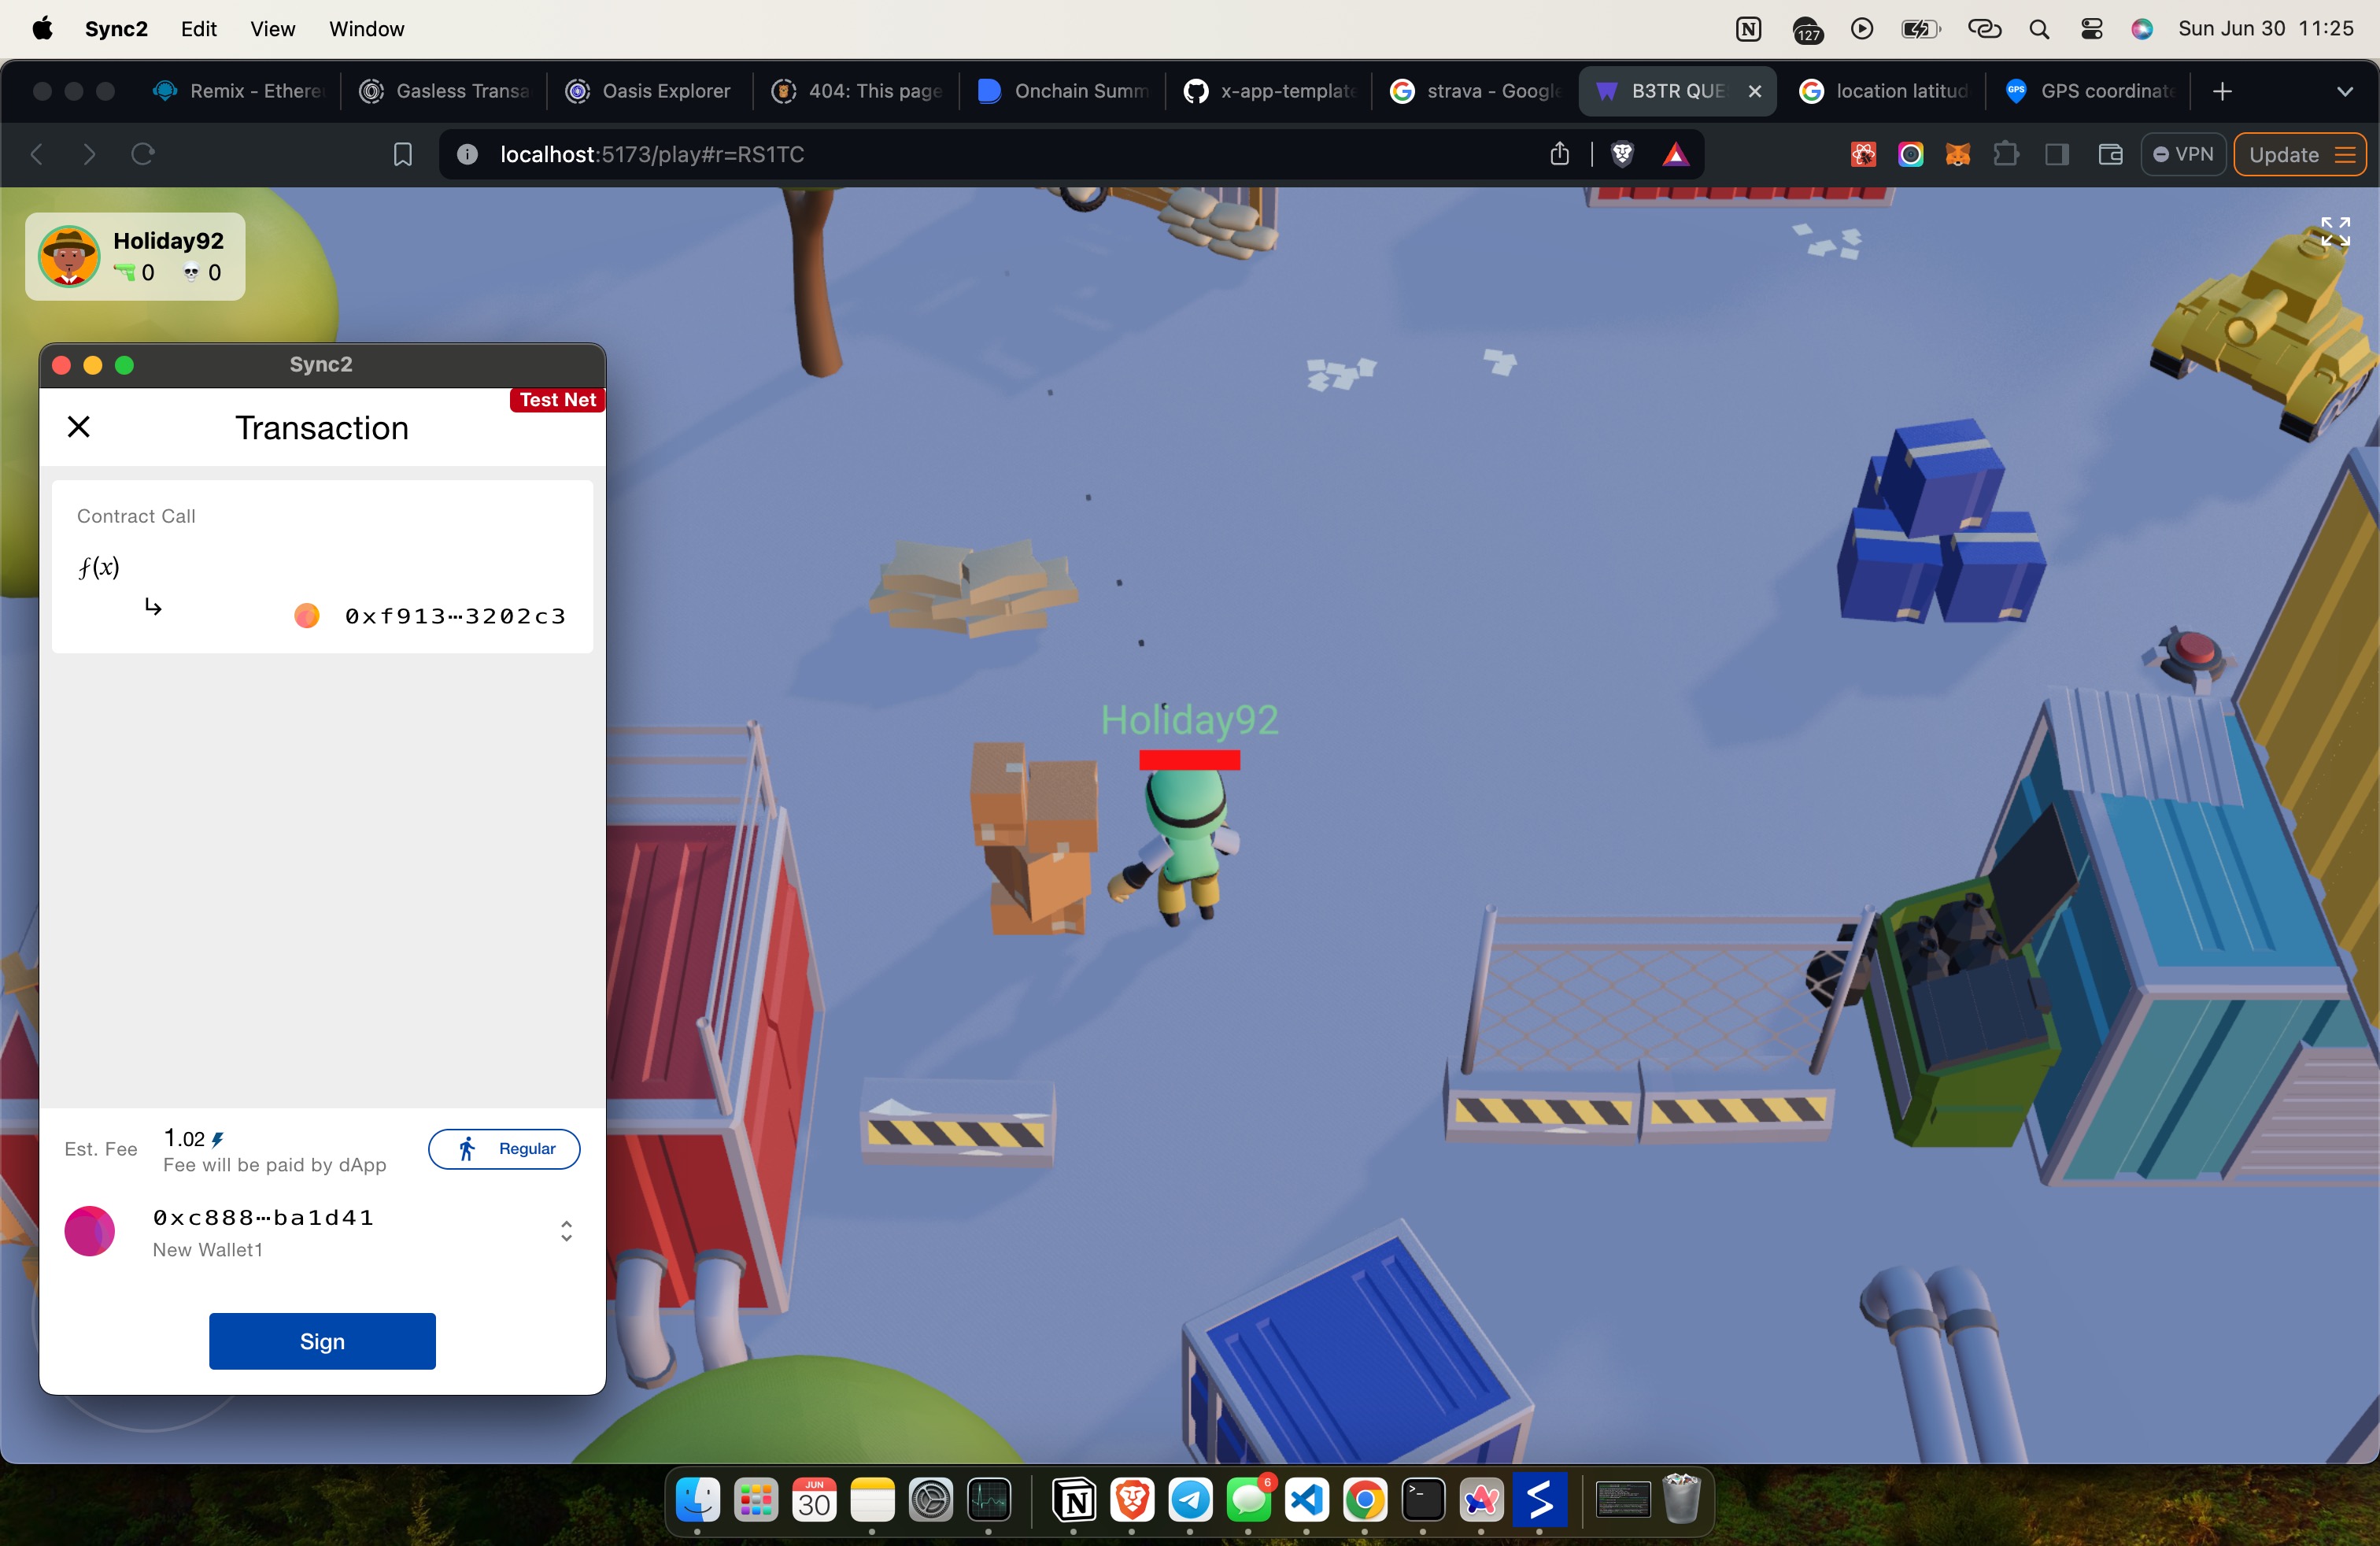 Sync2 Edit View Window 127 Sun Jun 30 11:25
Remix - Ethere Gasless Transa Oasis Explorer 404: This page Onchain Summ x-app-template strava - Google B3TR QUE location latitud GPS GPS coordinate
localhost:5173/play#r=RS1TC VPN Update
Holiday92
0 0
Sync2
Test Net
Transaction
Contract Call
f(x)
0xf913…3202c3
Holiday92
Est. Fee 1.02
Fee will be paid by dApp
Regular
0xc888…ba1d41
New Wallet1
Sign
JUN
30
6